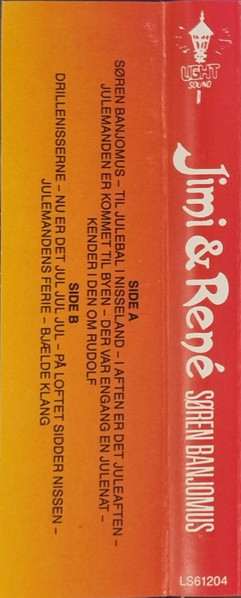 LIGHT
SOUND
Jimi & René
SØREN BANJOMUS
LS61204
SIDE A
SØREN BANJOMUS – TIL JULEBAL I NISSELAND – I AFTEN ER DET JULEAFTEN –
JULEMANDEN ER KOMMET TIL BYEN – DER VAR ENGANG EN JULENAT –
KENDER I DEN OM RUDOLF
SIDE B
DRILLENISSERNE – NU ER DET JUL JUL JUL – PÅ LOFTET SIDDER NISSEN –
JULEMANDENS FERIE – BJÆLDE KLANG